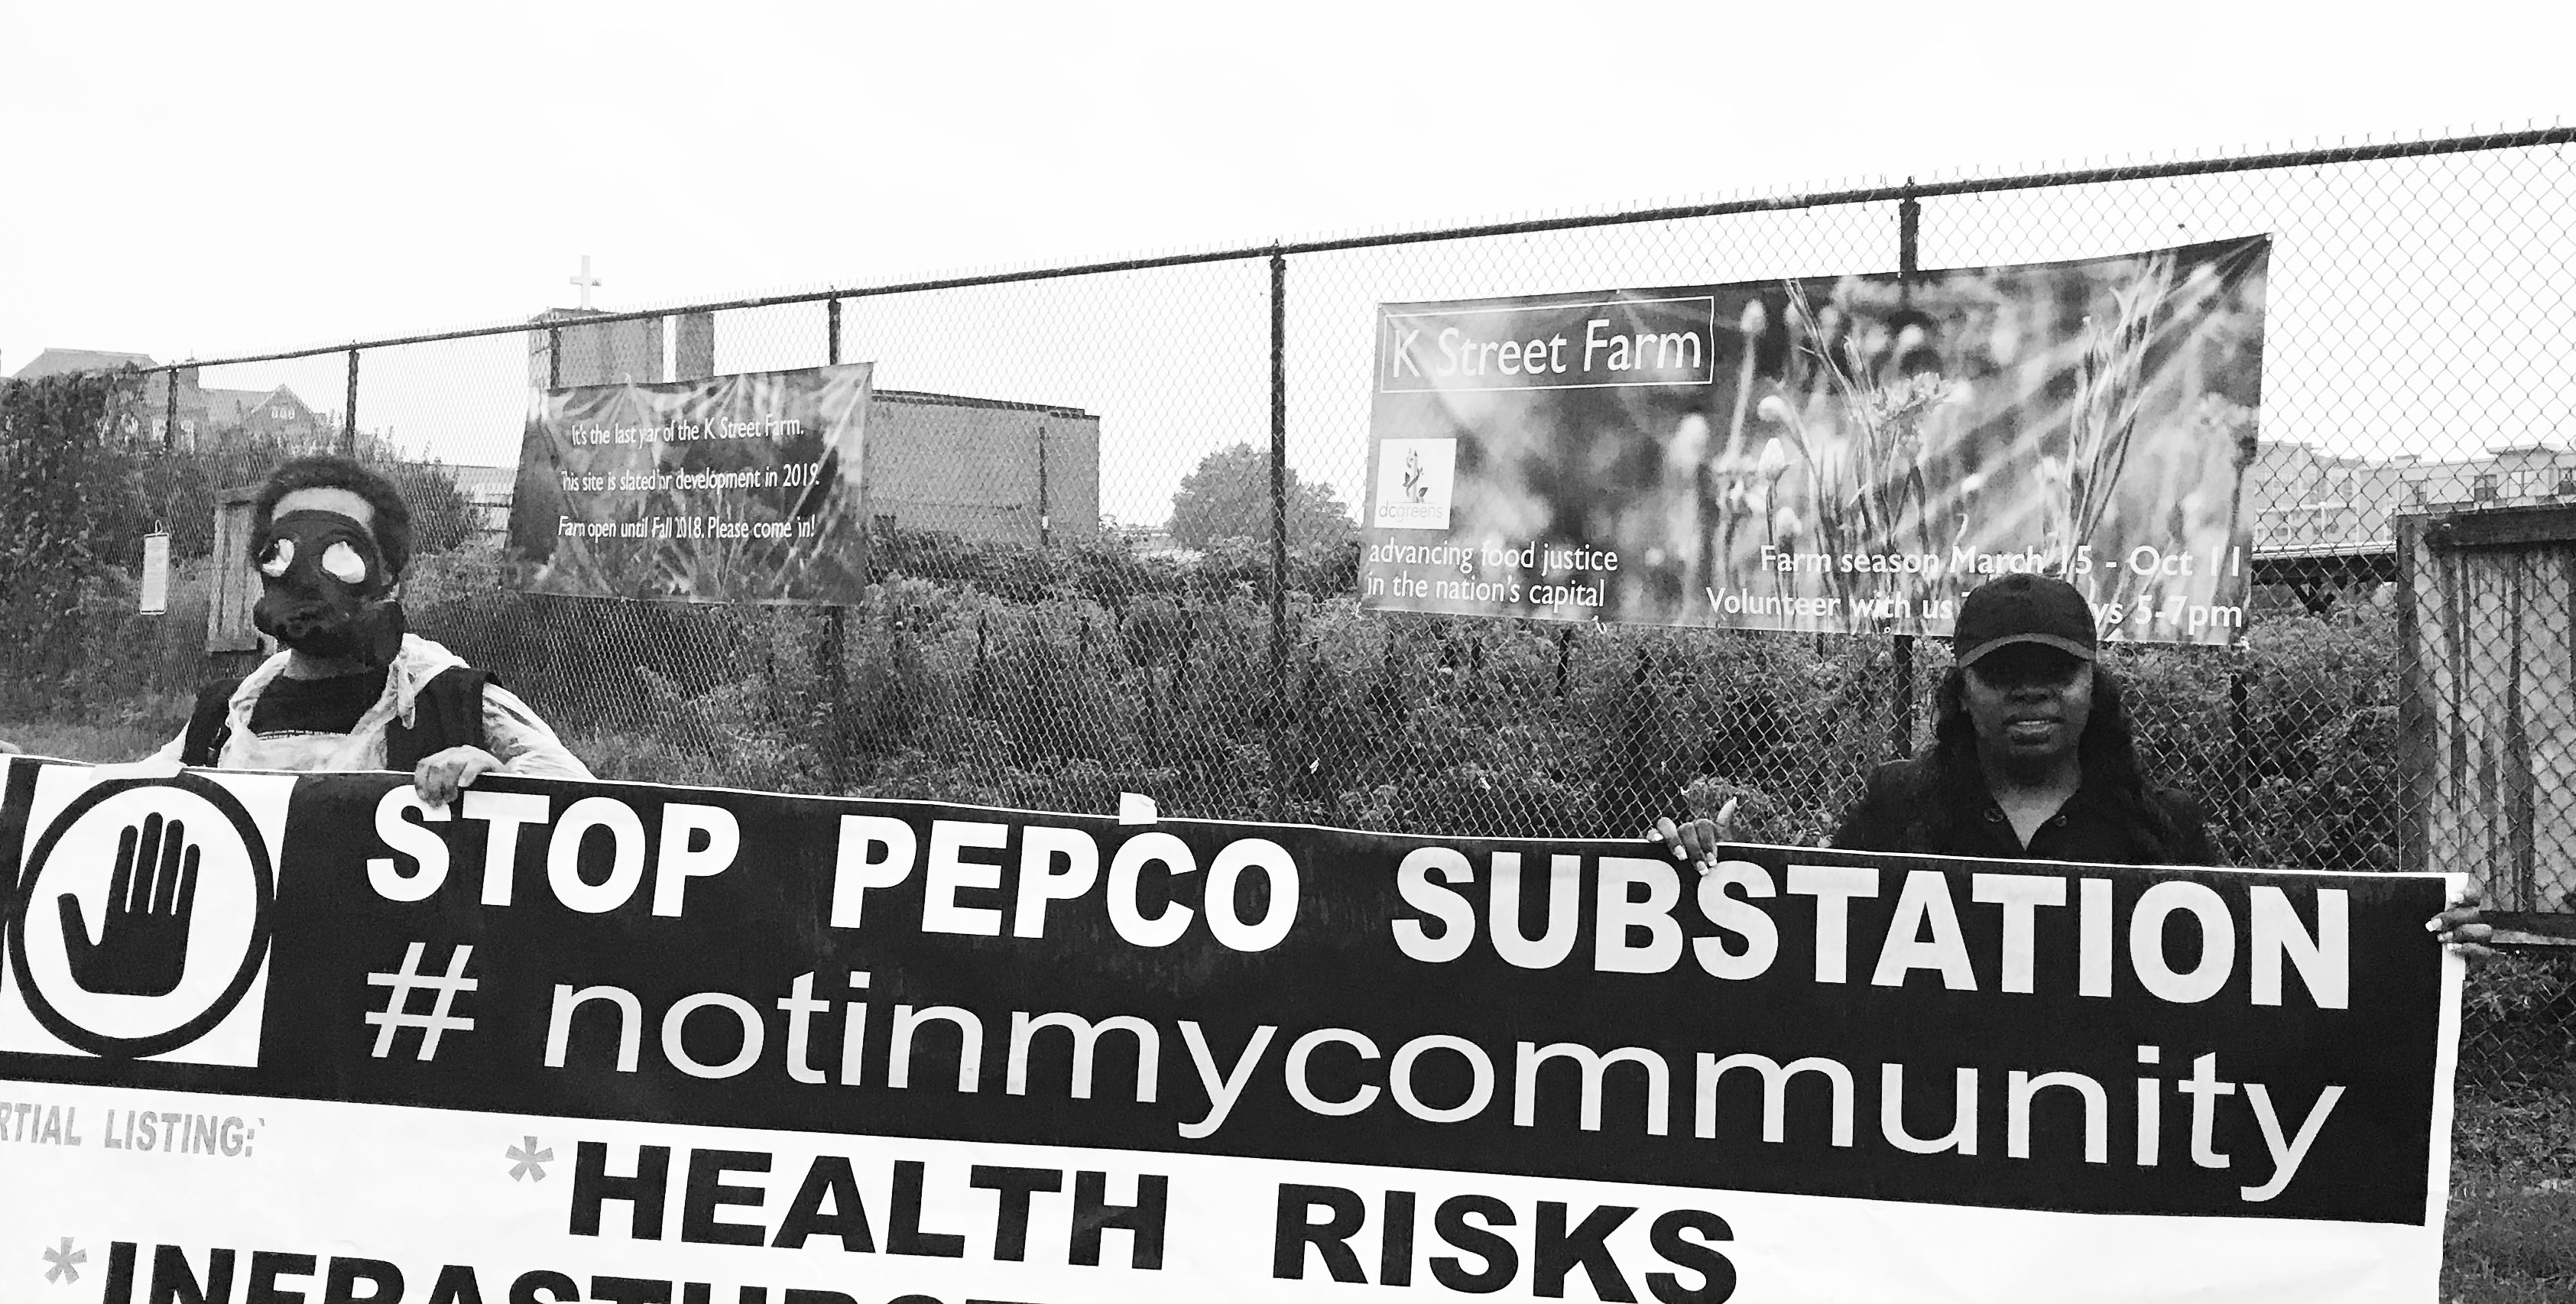 It's the last year of the K Street Farm.
This site is slated for development in 2019.
Farm open until Fall 2018. Please come in!
K Street Farm
dcgreens
advancing food justice
in the nation's capital
Farm season March 15 - Oct 11
Volunteer with us 5-7pm
STOP PEPCO SUBSTATION
# notinmycommunity
RTIAL LISTING:
*HEALTH RISKS